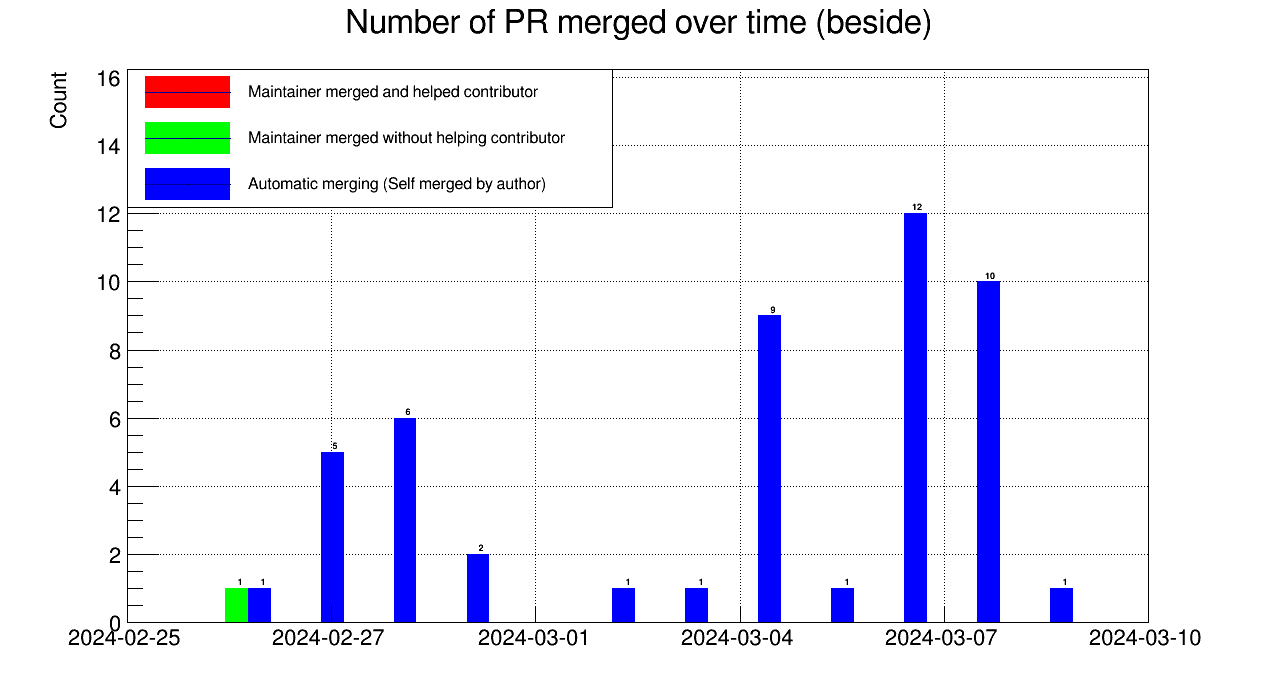 Number of PR merged over time (beside)
Count
16
14
12
10
8
6
4
2
0
Maintainer merged and helped contributor
Maintainer merged without helping contributor
Automatic merging (Self merged by author)
1 1 5 6 2 1 1 9 1 12 10 1
2024-02-25 2024-02-27 2024-03-01 2024-03-04 2024-03-07 2024-03-10